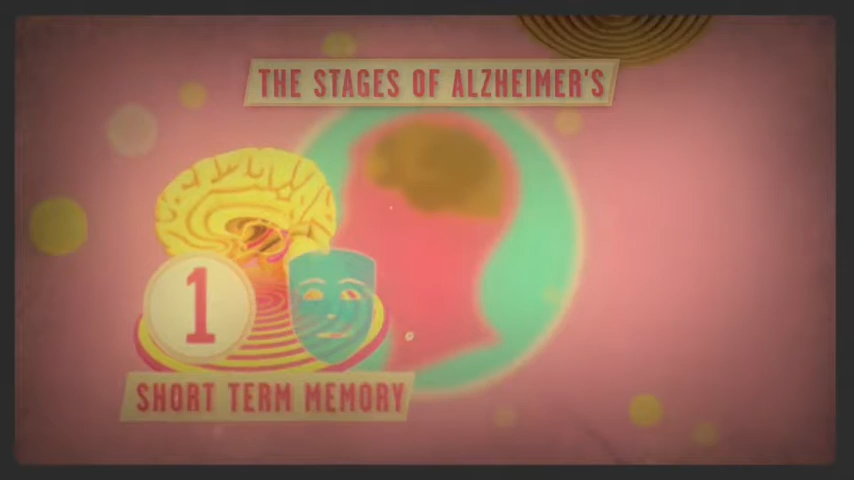 THE STAGES OF ALZHEIMER'S
1
SHORT TERM MEMORY